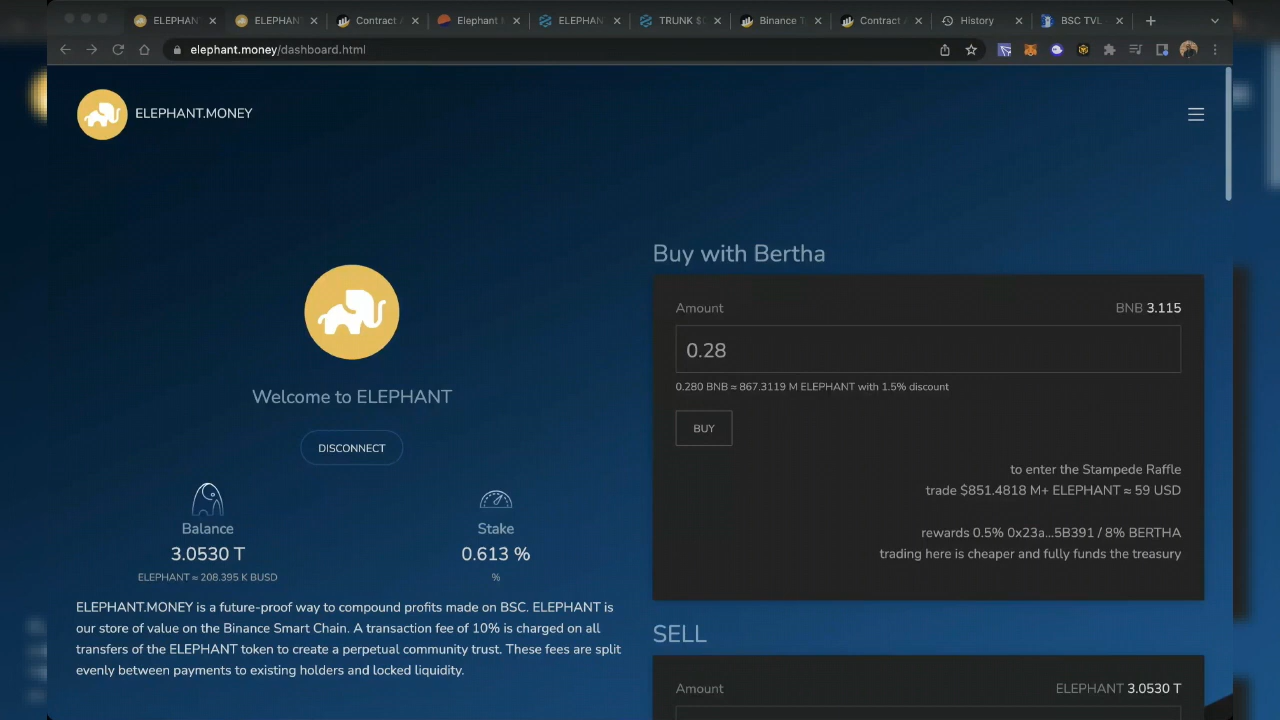 ELEPHANT
ELEPHANT
Contract A
Elephant M
ELEPHAN
TRUNK $0
Binance T
Contract A
History
BSC TVL
elephant.money/dashboard.html
ELEPHANT.MONEY
Buy with Bertha
Amount
BNB 3.115
0.28
0.280 BNB ≈ 867.3119 M ELEPHANT with 1.5% discount
BUY
to enter the Stampede Raffle
trade $851.4818 M+ ELEPHANT ≈ 59 USD
rewards 0.5% 0x23a...5B391 / 8% BERTHA
trading here is cheaper and fully funds the treasury
Welcome to ELEPHANT
DISCONNECT
Balance
3.0530 T
ELEPHANT ≈ 208.395 K BUSD
Stake
0.613 %
%
ELEPHANT.MONEY is a future-proof way to compound profits made on BSC. ELEPHANT is
our store of value on the Binance Smart Chain. A transaction fee of 10% is charged on all
transfers of the ELEPHANT token to create a perpetual community trust. These fees are split
evenly between payments to existing holders and locked liquidity.
SELL
Amount
ELEPHANT 3.0530 T